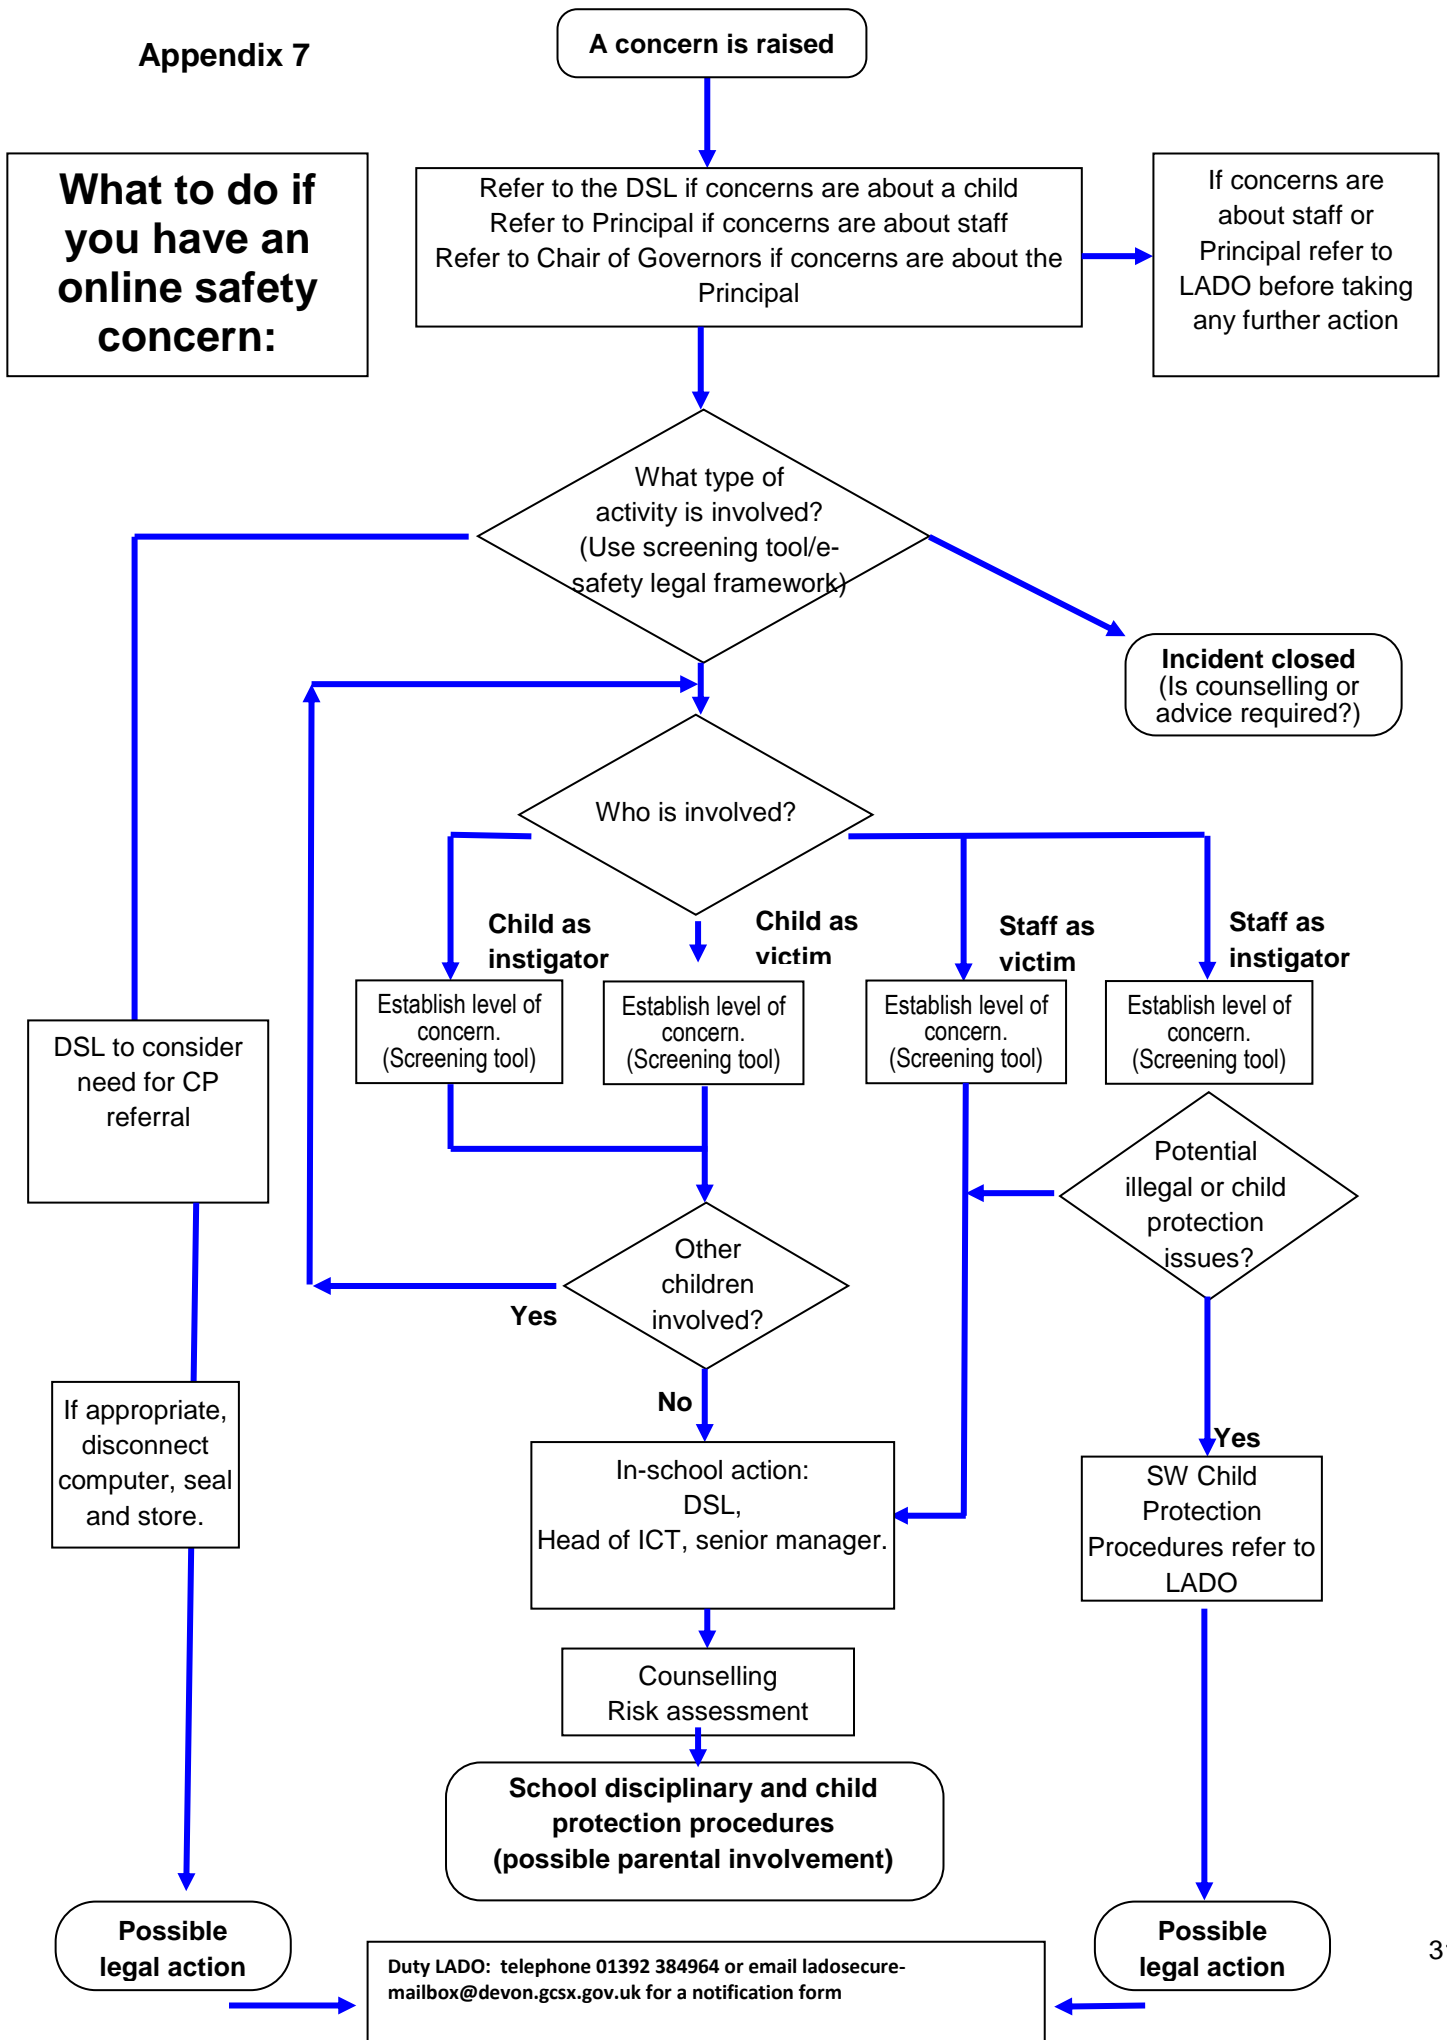 Appendix 7
A concern is raised
What to do if
you have an
online safety
concern:
Refer to the DSL if concerns are about a child
Refer to Principal if concerns are about staff
Refer to Chair of Governors if concerns are about the
Principal
If concerns are
about staff or
Principal refer to
LADO before taking
any further action
What type of
activity is involved?
(Use screening tool/e-
safety legal framework)
Incident closed
(Is counselling or
advice required?)
Who is involved?
Child as
instigator
Child as
victim
Staff as
victim
Staff as
instigator
Establish level of
concern.
(Screening tool)
Establish level of
concern.
(Screening tool)
Establish level of
concern.
(Screening tool)
Establish level of
concern.
(Screening tool)
DSL to consider
need for CP
referral
Potential
illegal or child
protection
issues?
Other
children
involved?
Yes
No
If appropriate,
disconnect
computer, seal
and store.
In-school action:
DSL,
Head of ICT, senior manager.
Yes
SW Child
Protection
Procedures refer to
LADO
Counselling
Risk assessment
School disciplinary and child
protection procedures
(possible parental involvement)
Possible
legal action
Possible
legal action
Duty LADO: telephone 01392 384964 or email ladosecure-
mailbox@devon.gcsx.gov.uk for a notification form